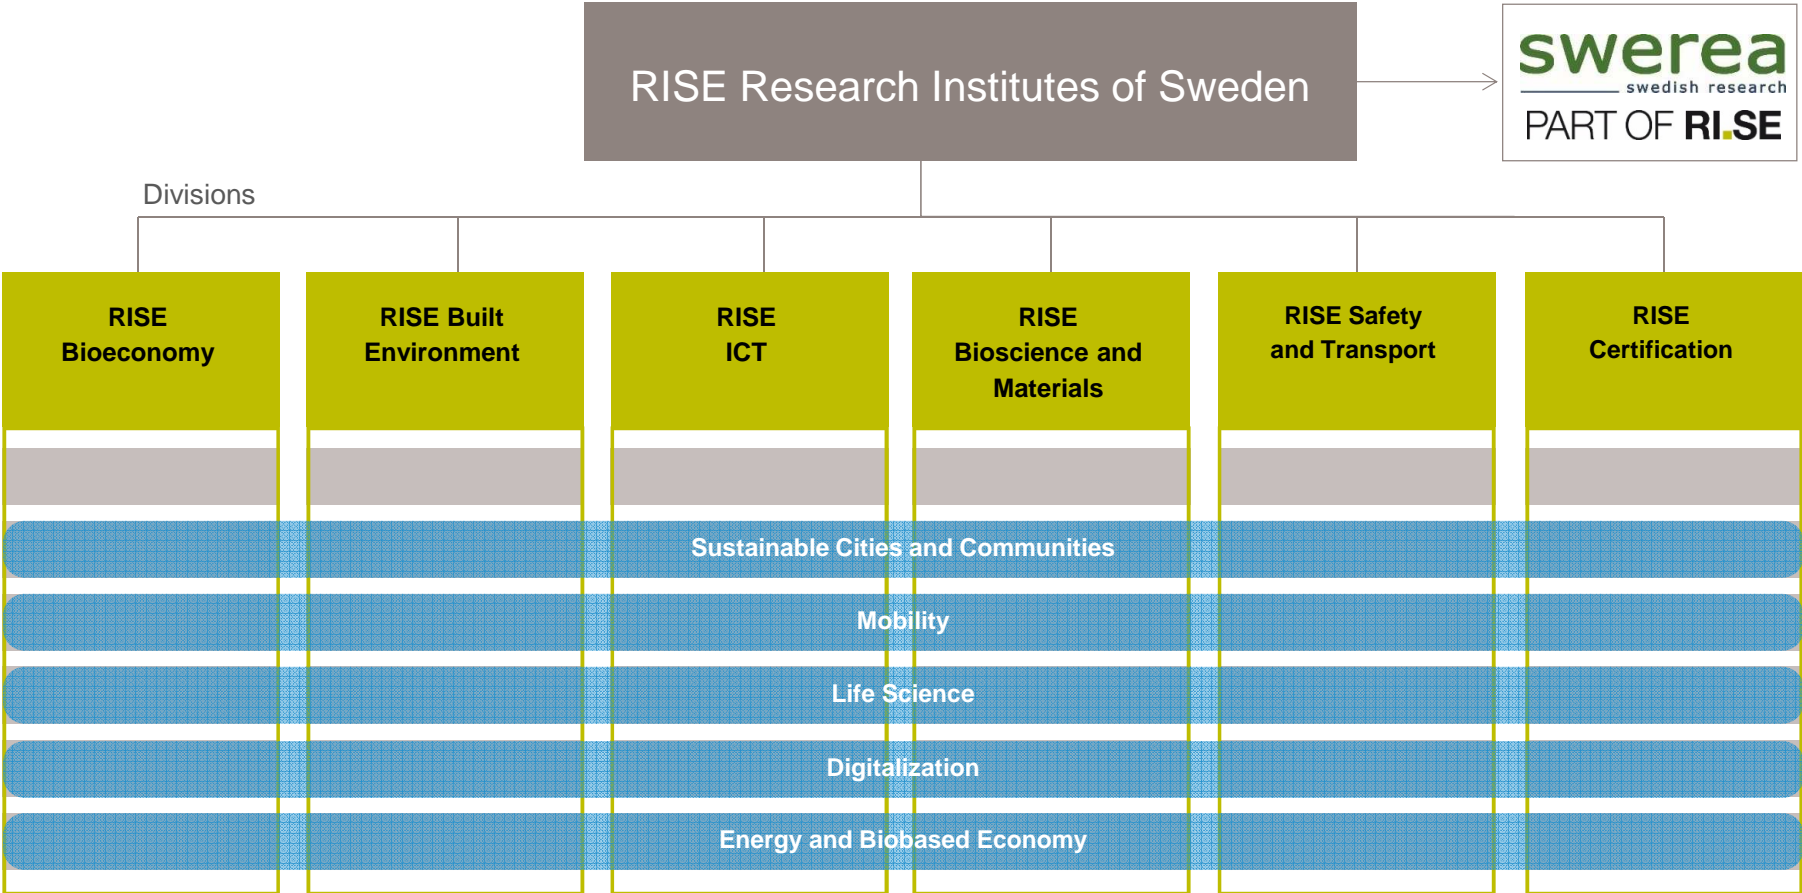 RISE Research Institutes of Sweden
swerea
swedish research
PART OF RI.SE
Divisions
RISE
Bioeconomy
RISE Built
Environment
RISE
ICT
RISE
Bioscience and
Materials
RISE Safety
and Transport
RISE
Certification
Sustainable Cities and Communities
Mobility
Life Science
Digitalization
Energy and Biobased Economy